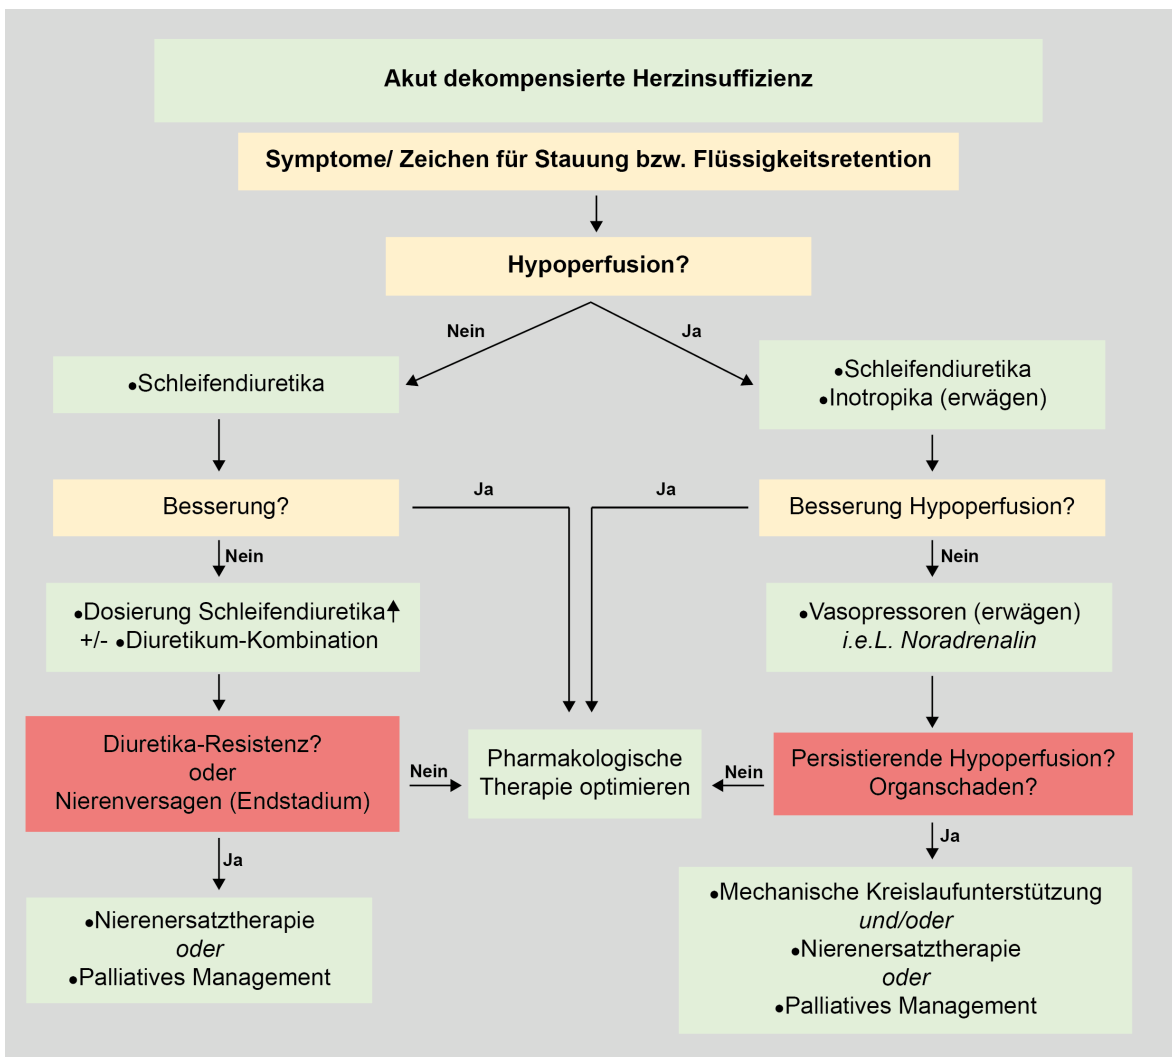 Akut dekompensierte Herzinsuffizienz
Symptome/ Zeichen für Stauung bzw. Flüssigkeitsretention
Hypoperfusion?
Nein
Ja
•Schleifendiuretika
•Schleifendiuretika
•Inotropika (erwägen)
Besserung?
Ja
Ja
Besserung Hypoperfusion?
Nein
Nein
•Dosierung Schleifendiuretika↑
+/- •Diuretikum-Kombination
•Vasopressoren (erwägen)
i.e.L. Noradrenalin
Diuretika-Resistenz?
oder
Nierenversagen (Endstadium)
Nein
Pharmakologische
Therapie optimieren
Nein
Persistierende Hypoperfusion?
Organschaden?
Ja
Ja
•Nierenersatztherapie
oder
•Palliatives Management
•Mechanische Kreislaufunterstützung
und/oder
•Nierenersatztherapie
oder
•Palliatives Management